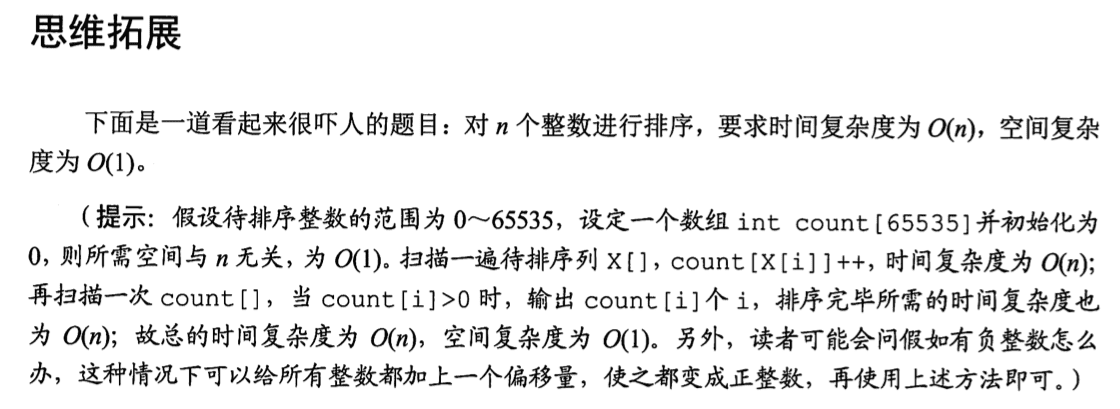 思维拓展
下面是一道看起来很吓人的题目：对 n 个整数进行排序，要求时间复杂度为 O(n)，空间复杂
度为 O(1)。
（提示：假设待排序整数的范围为 0～65535，设定一个数组 int count[65535]并初始化为
0，则所需空间与 n 无关，为 O(1)。扫描一遍待排序列 X[]，count[X[i]]++，时间复杂度为 O(n)；
再扫描一次 count[]，当 count[i]>0 时，输出 count[i]个 i，排序完毕所需的时间复杂度也
为 O(n)；故总的时间复杂度为 O(n)，空间复杂度为 O(1)。另外，读者可能会问假如有负整数怎么
办，这种情况下可以给所有整数都加上一个偏移量，使之都变成正整数，再使用上述方法即可。）